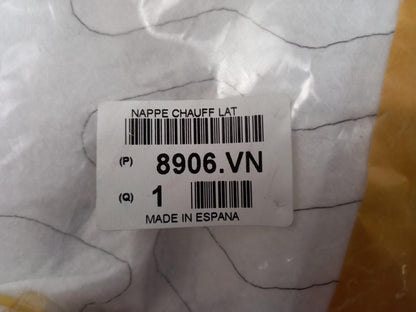 NAPPE CHAUFF LAT
(P) 8906.VN
(Q) 1
MADE IN ESPANA